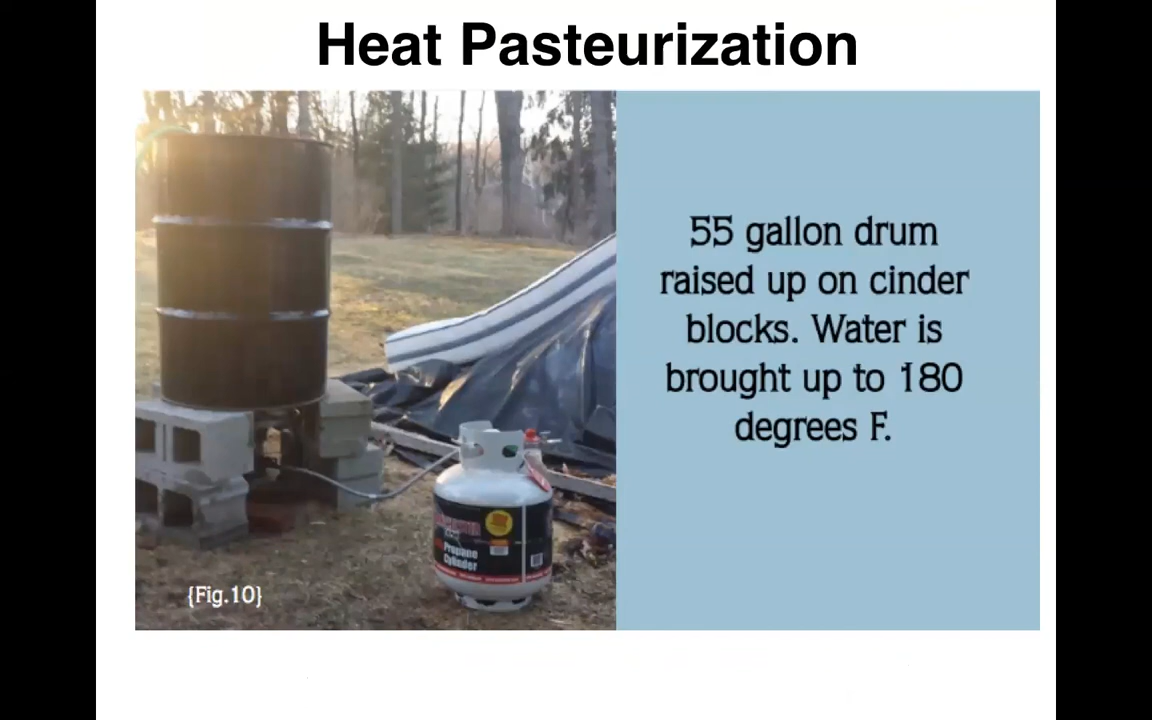 Heat Pasteurization
55 gallon drum
raised up on cinder
blocks. Water is
brought up to 180
degrees F.
{Fig.10}
Propane
Cylinder